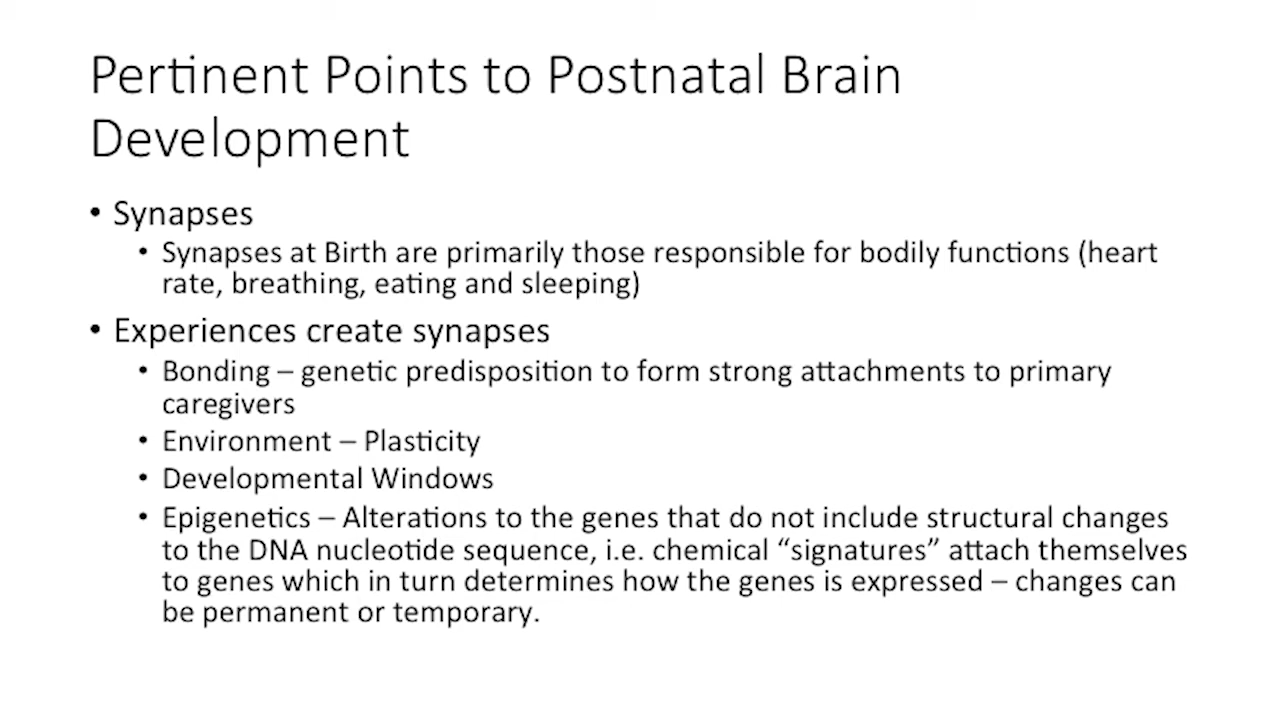 Pertinent Points to Postnatal Brain
Development
• Synapses
• Synapses at Birth are primarily those responsible for bodily functions (heart
rate, breathing, eating and sleeping)
• Experiences create synapses
• Bonding – genetic predisposition to form strong attachments to primary
caregivers
• Environment – Plasticity
• Developmental Windows
• Epigenetics – Alterations to the genes that do not include structural changes
to the DNA nucleotide sequence, i.e. chemical “signatures” attach themselves
to genes which in turn determines how the genes is expressed – changes can
be permanent or temporary.